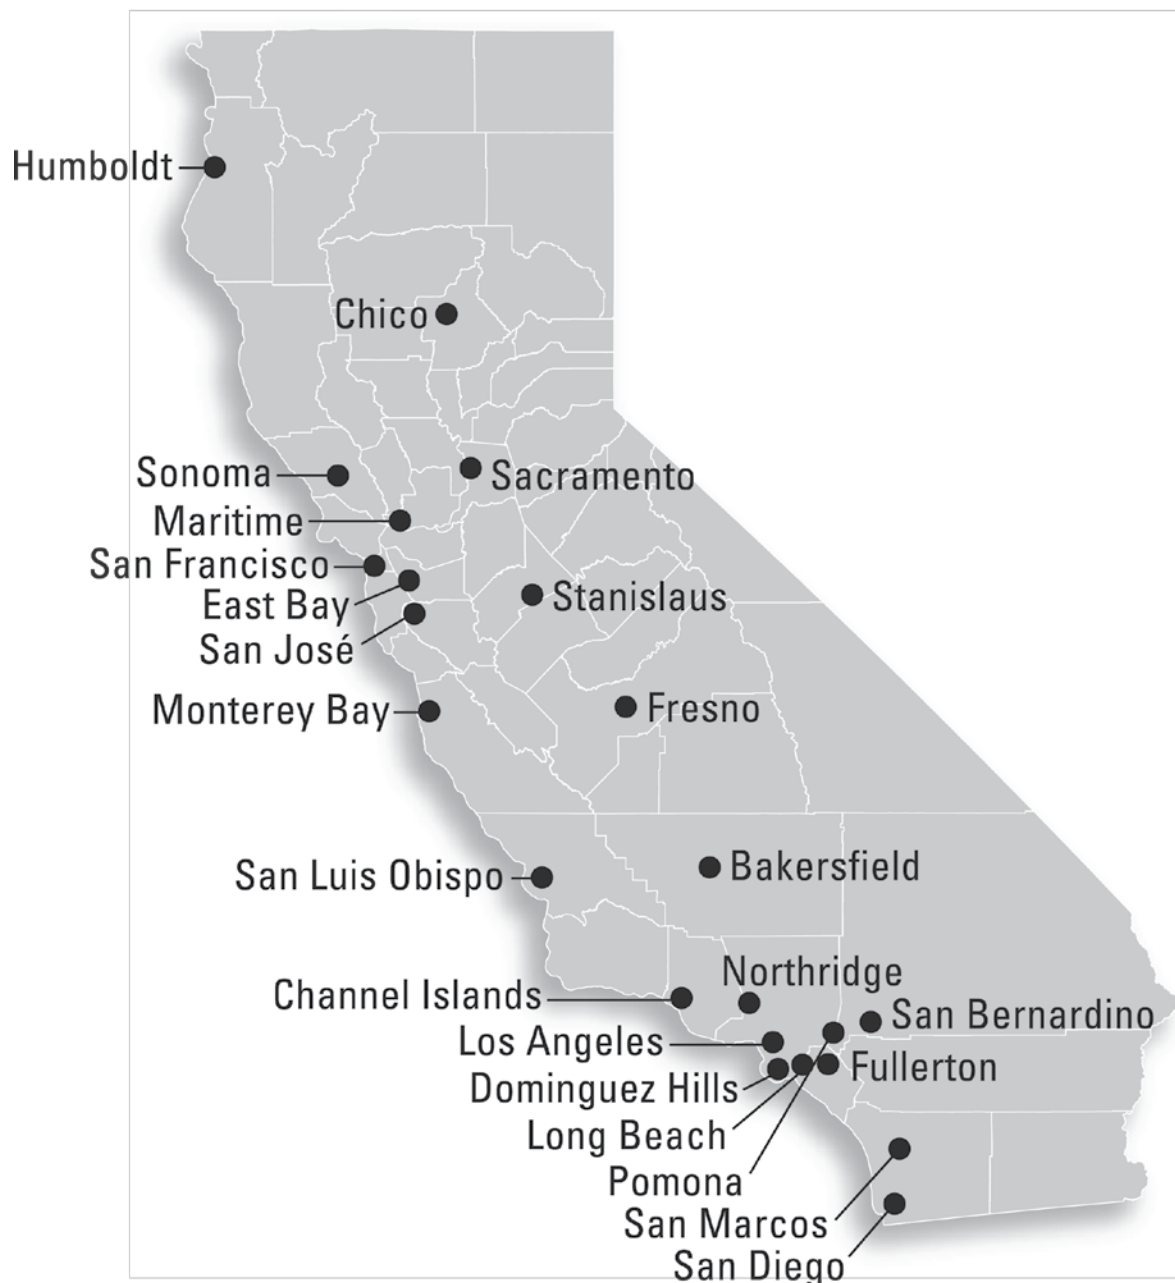 Humboldt
Chico
Sonoma
Sacramento
Maritime
San Francisco
East Bay
Stanislaus
San José
Monterey Bay
Fresno
San Luis Obispo
Bakersfield
Northridge
Channel Islands
San Bernardino
Los Angeles
Fullerton
Dominguez Hills
Long Beach
Pomona
San Marcos
San Diego